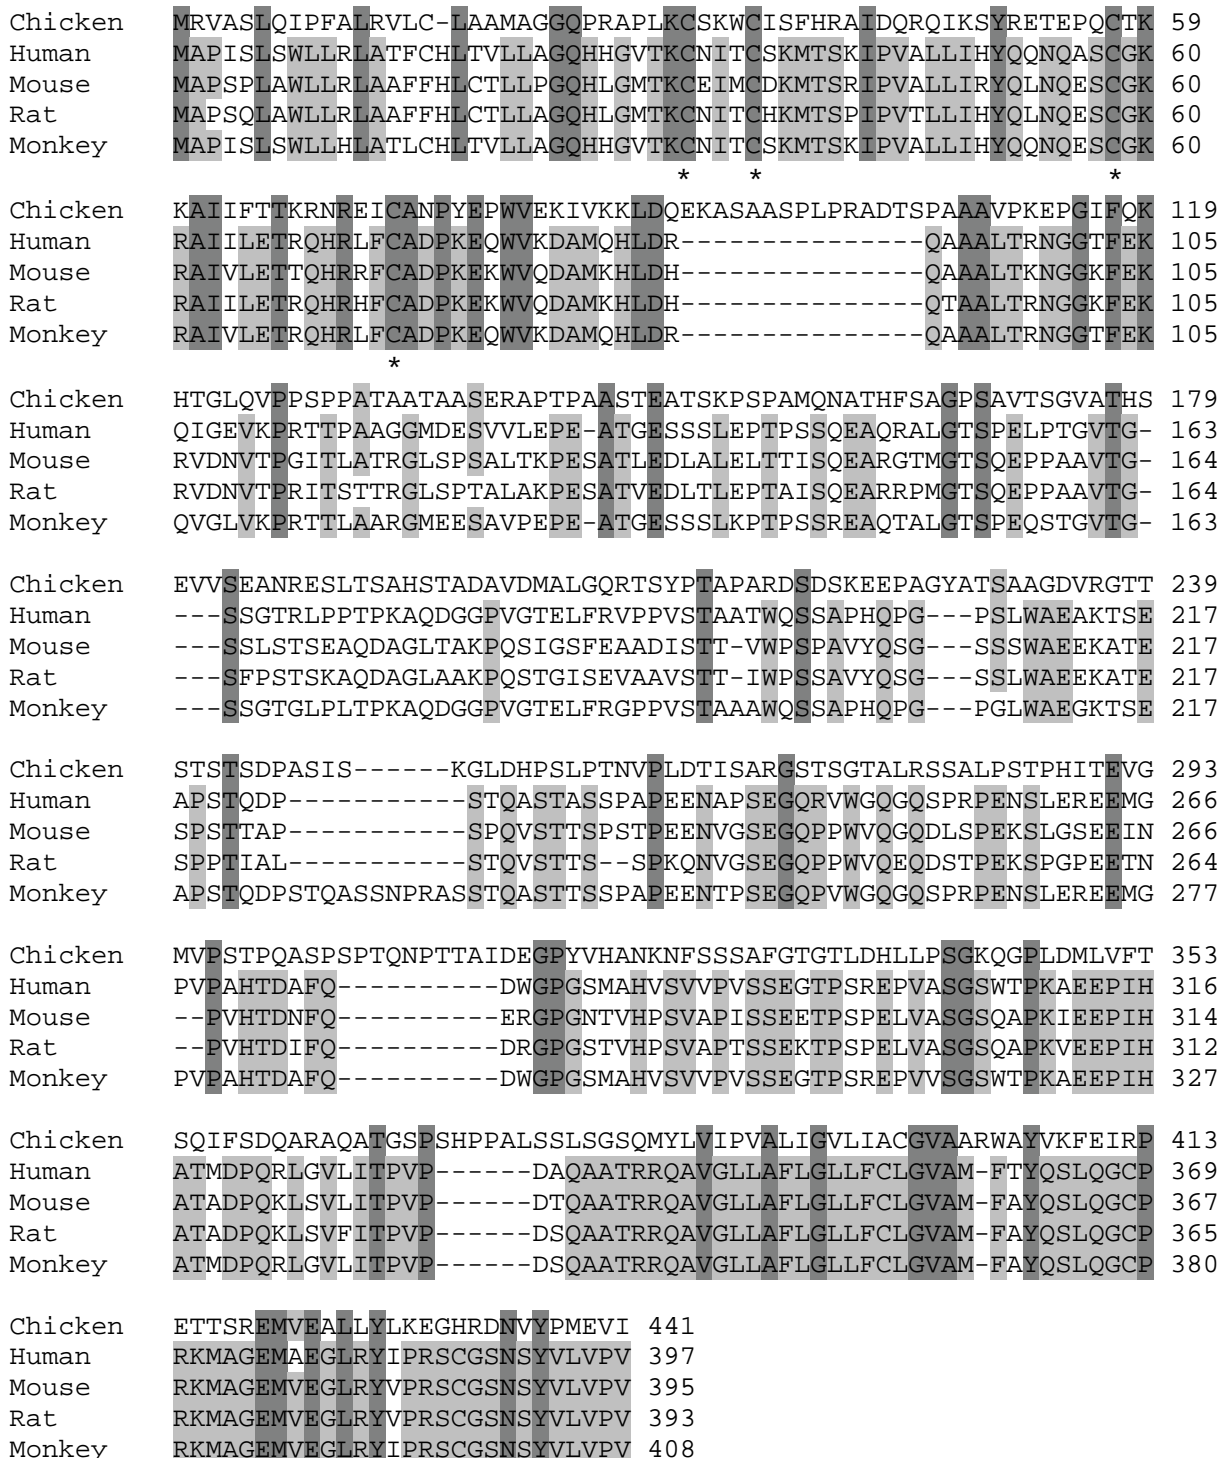 Chicken MRVASLQIPFALRVLC-LAAMAGGQPRAPLKCSKWCISFHRAIDQRQIKSYRETEPQCTK 59
Human MAPISLSWLLRLATFCHLTVLLAGQHHGVTKCNITCSKMTSKIPVALLIHYQQNQASCGK 60
Mouse MAPSPLAWLLRLAAFFHLCTLLPGQHLGMTKCEIMCDKMTSRIPVALLIRYQLNQESCGK 60
Rat MAPSQLAWLLRLAAFFHLCTLLAGQHLGMTKCNITCHKMTSPIPVTLLIHYQLNQESCGK 60
Monkey MAPISLSWLLHLATLCHLTVLLAGQHHGVTKCNITCSKMTSKIPVALLIHYQQNQESCGK 60
* * *
Chicken KAIIFTTKRNREICANPYEPWVEKIVKKLDQEKASAASPLPRADTSPAAAVPKEPGIFQK 119
Human RAIILETRQHRLFCADPKEQWVKDAMQHLDR---------------QAAALTRNGGTFEK 105
Mouse RAIVLETTQHRRFCADPKEKWVQDAMKHLDH---------------QAAALTKNGGKFEK 105
Rat RAIILETRQHRHFCADPKEKWVQDAMKHLDH---------------QTAALTRNGGKFEK 105
Monkey RAIVLETRQHRLFCADPKEQWVKDAMQHLDR---------------QAAALTRNGGTFEK 105
*
Chicken HTGLQVPPSPPATAATAASERAPTPAASTEATSKPSPAMQNATHFSAGPSAVTSGVATHS 179
Human QIGEVKPRTTPAAGGMDESVVLEPE-ATGESSSLEPTPSSQEAQRALGTSPELPTGVTG- 163
Mouse RVDNVTPGITLATRGLSPSALTKPESATLEDLALELTTISQEARGTMGTSQEPPAAVTG- 164
Rat RVDNVTPRITSTTRGLSPTALAKPESATVEDLTLEPTAISQEARRPMGTSQEPPAAVTG- 164
Monkey QVGLVKPRTTLAARGMEESAVPEPE-ATGESSSLKPTPSSREAQTALGTSPEQSTGVTG- 163
Chicken EVVSEANRESLTSAHSTADAVDMALGQRTSYPTAPARDSDSKEEPAGYATSAAGDVRGTT 239
Human ---SSGTRLPPTPKAQDGGPVGTELFRVPPVSTAATWQSSAPHQPG---PSLWAEAKTSE 217
Mouse ---SSLSTSEAQDAGLTAKPQSIGSFEAADISTT-VWPSPAVYQSG---SSSWAEEKATE 217
Rat ---SFPSTSKAQDAGLAAKPQSTGISEVAAVSTT-IWPSSAVYQSG---SSLWAEEKATE 217
Monkey ---SSGTGLPLTPKAQDGGPVGTELFRGPPVSTAAAWQSSAPHQPG---PGLWAEGKTSE 217
Chicken STSTSDPASIS------KGLDHPSLPTNVPLDTISARGSTSGTALRSSALPSTPHITEVG 293
Human APSTQDP-----------STQASTASSPAPEENAPSEGQRVWGQGQSPRPENSLEREEMG 266
Mouse SPSTTAP-----------SPQVSTTSPSTPEENVGSEGQPPWVQGQDLSPEKSLGSEEIN 266
Rat SPPTIAL-----------STQVSTTS--SPKQNVGSEGQPPWVQEQDSTPEKSPGPEETN 264
Monkey APSTQDPSTQASSNPRASSTQASTTSSPAPEENTPSEGQPVWGQGQSPRPENSLEREEMG 277
Chicken MVPSTPQASPSPTQNPTTAIDEGPYVHANKNFSSSAFGTGTLDHLLPSGKQGPLDMLVFT 353
Human PVPAHTDAFQ----------DWGPGSMAHVSVVPVSSEGTPSREPVASGSWTPKAEEPIH 316
Mouse --PVHTDNFQ----------ERGPGNTVHPSVAPISSEETPSPELVASGSQAPKIEEPIH 314
Rat --PVHTDIFQ----------DRGPGSTVHPSVAPTSSEKTPSPELVASGSQAPKVEEPIH 312
Monkey PVPAHTDAFQ----------DWGPGSMAHVSVVPVSSEGTPSREPVVSGSWTPKAEEPIH 327
Chicken SQIFSDQARAQATGSPSHPPALSSLSGSQMYLVIPVALIGVLIACGVAARWAYVKFEIRP 413
Human ATMDPQRLGVLITPVP------DAQAATRRQAVGLLAFLGLLFCLGVAM-FTYQSLQGCP 369
Mouse ATADPQKLSVLITPVP------DTQAATRRQAVGLLAFLGLLFCLGVAM-FAYQSLQGCP 367
Rat ATADPQKLSVFITPVP------DSQAATRRQAVGLLAFLGLLFCLGVAM-FAYQSLQGCP 365
Monkey ATMDPQRLGVLITPVP------DSQAATRRQAVGLLAFLGLLFCLGVAM-FAYQSLQGCP 380
Chicken ETTSREMVEALLYLKEGHRDNVYPMEVI 441
Human RKMAGEMAEGLRYIPRSCGSNSYVLVPV 397
Mouse RKMAGEMVEGLRYVPRSCGSNSYVLVPV 395
Rat RKMAGEMVEGLRYVPRSCGSNSYVLVPV 393
Monkey RKMAGEMVEGLRYIPRSCGSNSYVLVPV 408